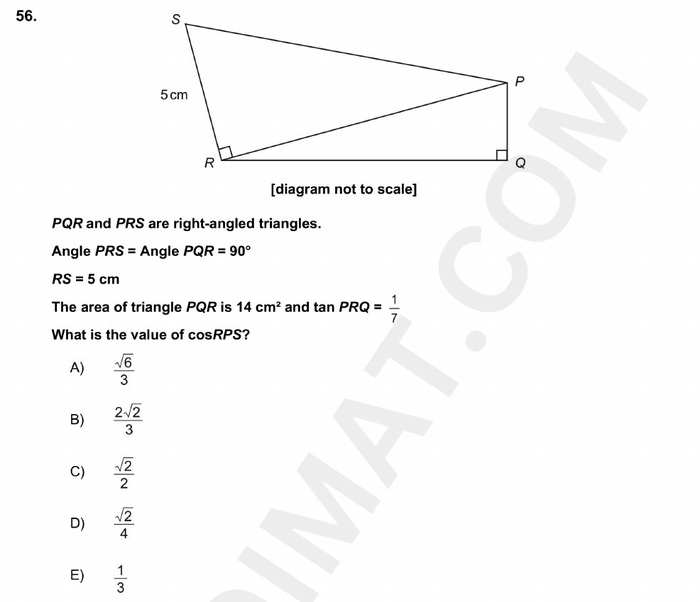 56.
S
P
5 cm
R
Q
[diagram not to scale]
PQR and PRS are right-angled triangles.
Angle PRS = Angle PQR = 90°
RS = 5 cm
The area of triangle PQR is 14 cm² and tan PRQ = 1/7
What is the value of cosRPS?
A) √6/3
B) 2√2/3
C) √2/2
D) √2/4
E) 1/3
IMAT.COM